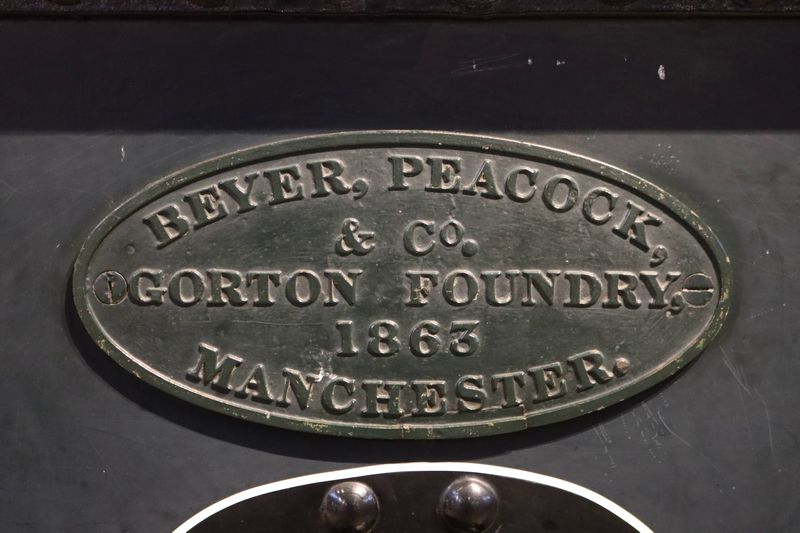 BEYER, PEACOCK,
& Co.
GORTON FOUNDRY,
1863
MANCHESTER.